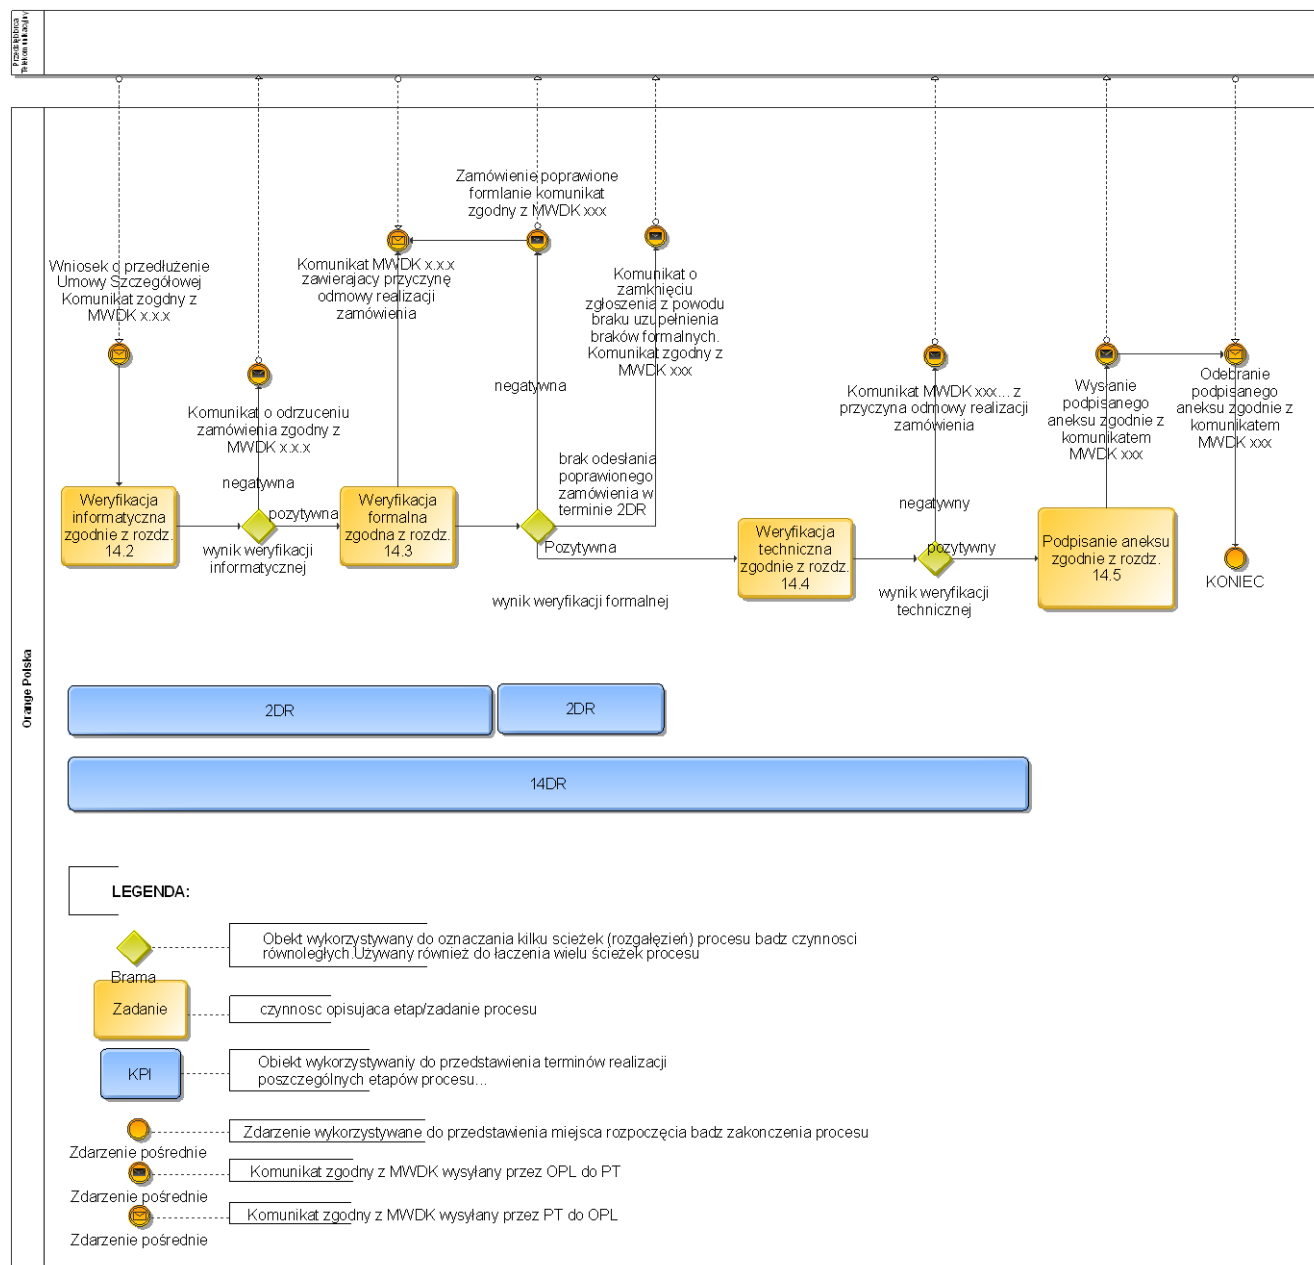 Przedsiębiorca
Telekomunikacyjny
Orange Polska
Wniosek o przedłużenie
Umowy Szczegółowej
Komunikat zogdny z
MWDK x.x.x
Komunikat o odrzuceniu
zamówienia zgodny z
MWDK x.x.x
negatywna
Komunikat MWDK x.x.x
zawierajacy przyczynę
odmowy realizacji
zamówienia
Zamówienie poprawione
formlanie komunikat
zgodny z MWDK xxx
negatywna
Komunikat o
zamknięciu
zgłoszenia z powodu
braku uzupełnienia
braków formalnych.
Komunikat zgodny z
MWDK xxx
brak odesłania
poprawionego
zamówienia w
terminie 2DR
Komunikat MWDK xxx... z
przyczyna odmowy realizacji
zamówienia
negatywny
Wysłanie
podpisanego
aneksu zgodnie z
komunikatem
MWDK xxx
Odebranie
podpisanego
aneksu zgodnie z
komunikatem
MWDK xxx
Weryfikacja
informatyczna
zgodnie z rozdz.
14.2
pozytywna
wynik weryfikacji
informatycznej
Weryfikacja
formalna
zgodna z rozdz.
14.3
Pozytywna
wynik weryfikacji formalnej
Weryfikacja
techniczna
zgodnie z rozdz.
14.4
pozytywny
wynik weryfikacji
technicznej
Podpisanie aneksu
zgodnie z rozdz.
14.5
KONIEC
2DR
2DR
14DR
LEGENDA:
Brama
Obekt wykorzystywany do oznaczania kilku scieżek (rozgałęzień) procesu badz czynnosci
równoległych.Używany również do łaczenia wielu ścieżek procesu
Zadanie
czynnosc opisujaca etap/zadanie procesu
KPI
Obiekt wykorzystywaniy do przedstawienia terminów realizacji
poszczególnych etapów procesu...
Zdarzenie wykorzystywane do przedstawienia miejsca rozpoczęcia badz zakonczenia procesu
Zdarzenie pośrednie
Komunikat zgodny z MWDK wysyłany przez OPL do PT
Zdarzenie pośrednie
Komunikat zgodny z MWDK wysyłany przez PT do OPL
Zdarzenie pośrednie